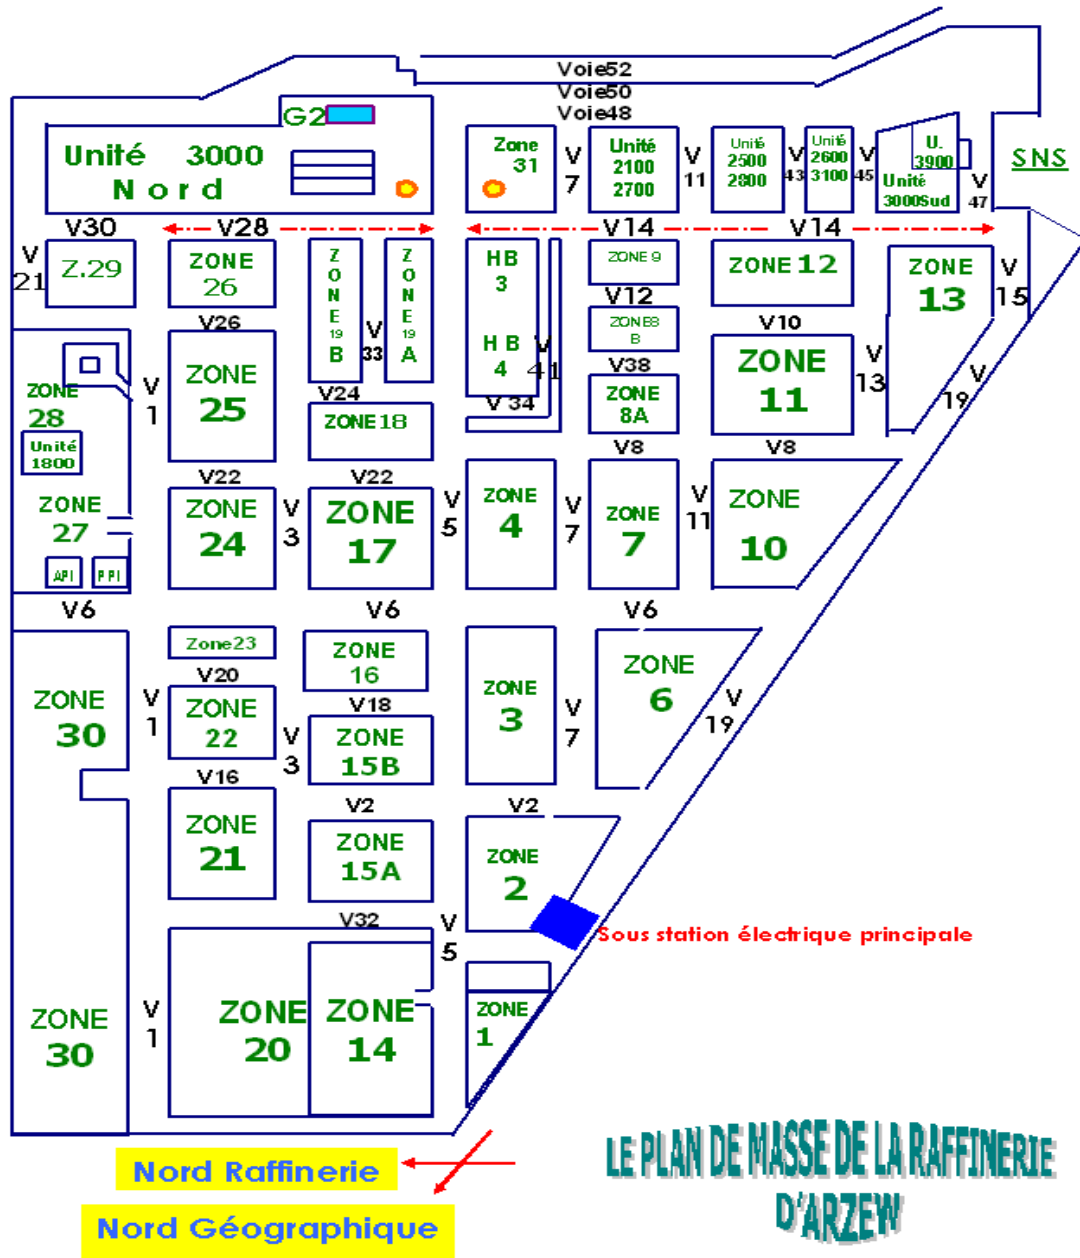 Voie52
Voie50
Voie48
G2
Unité 3000
Nord
Zone
31
V
7
Unité
2100
2700
V
11
Unité
2500
2800
V
43
Unité
2600
3100
V
45
U.
3900
Unité
3000Sud
V
47
SNS
V30
V28
V14
V14
V
21
Z.29
ZONE
26
ZONE
19
B
V
33
ZONE
19
A
HB
3
HB
4
V
41
ZONE 9
V12
ZONE8
B
V38
ZONE
8A
ZONE 12
V10
ZONE
11
V
13
ZONE
13
V
15
V
19
V26
ZONE
25
V24
ZONE 18
V 34
V
1
ZONE
28
Unité
1800
ZONE
27
API
PPI
V22
V22
V8
V8
ZONE
24
V
3
ZONE
17
V
5
ZONE
4
V
7
ZONE
7
V
11
ZONE
10
V6
V6
V6
ZONE
30
V
1
Zone23
V20
ZONE
22
V16
ZONE
21
V
3
ZONE
16
V18
ZONE
15B
V2
ZONE
15A
V32
ZONE
3
V
7
ZONE
6
V
19
V2
ZONE
2
V
5
Sous station électrique principale
ZONE
30
V
1
ZONE
20
ZONE
14
ZONE
1
Nord Raffinerie
Nord Géographique
LE PLAN DE MASSE DE LA RAFFINERIE
D'ARZEW